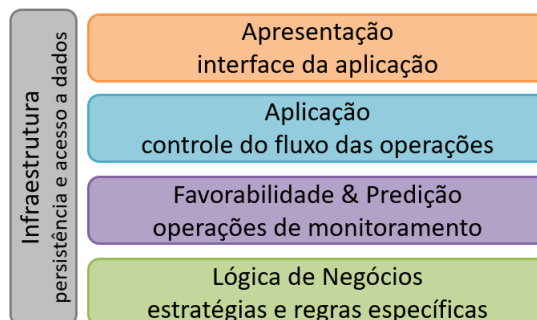 Infraestrutura
persistência e acesso a dados
Apresentação
interface da aplicação
Aplicação
controle do fluxo das operações
Favorabilidade & Predição
operações de monitoramento
Lógica de Negócios
estratégias e regras específicas